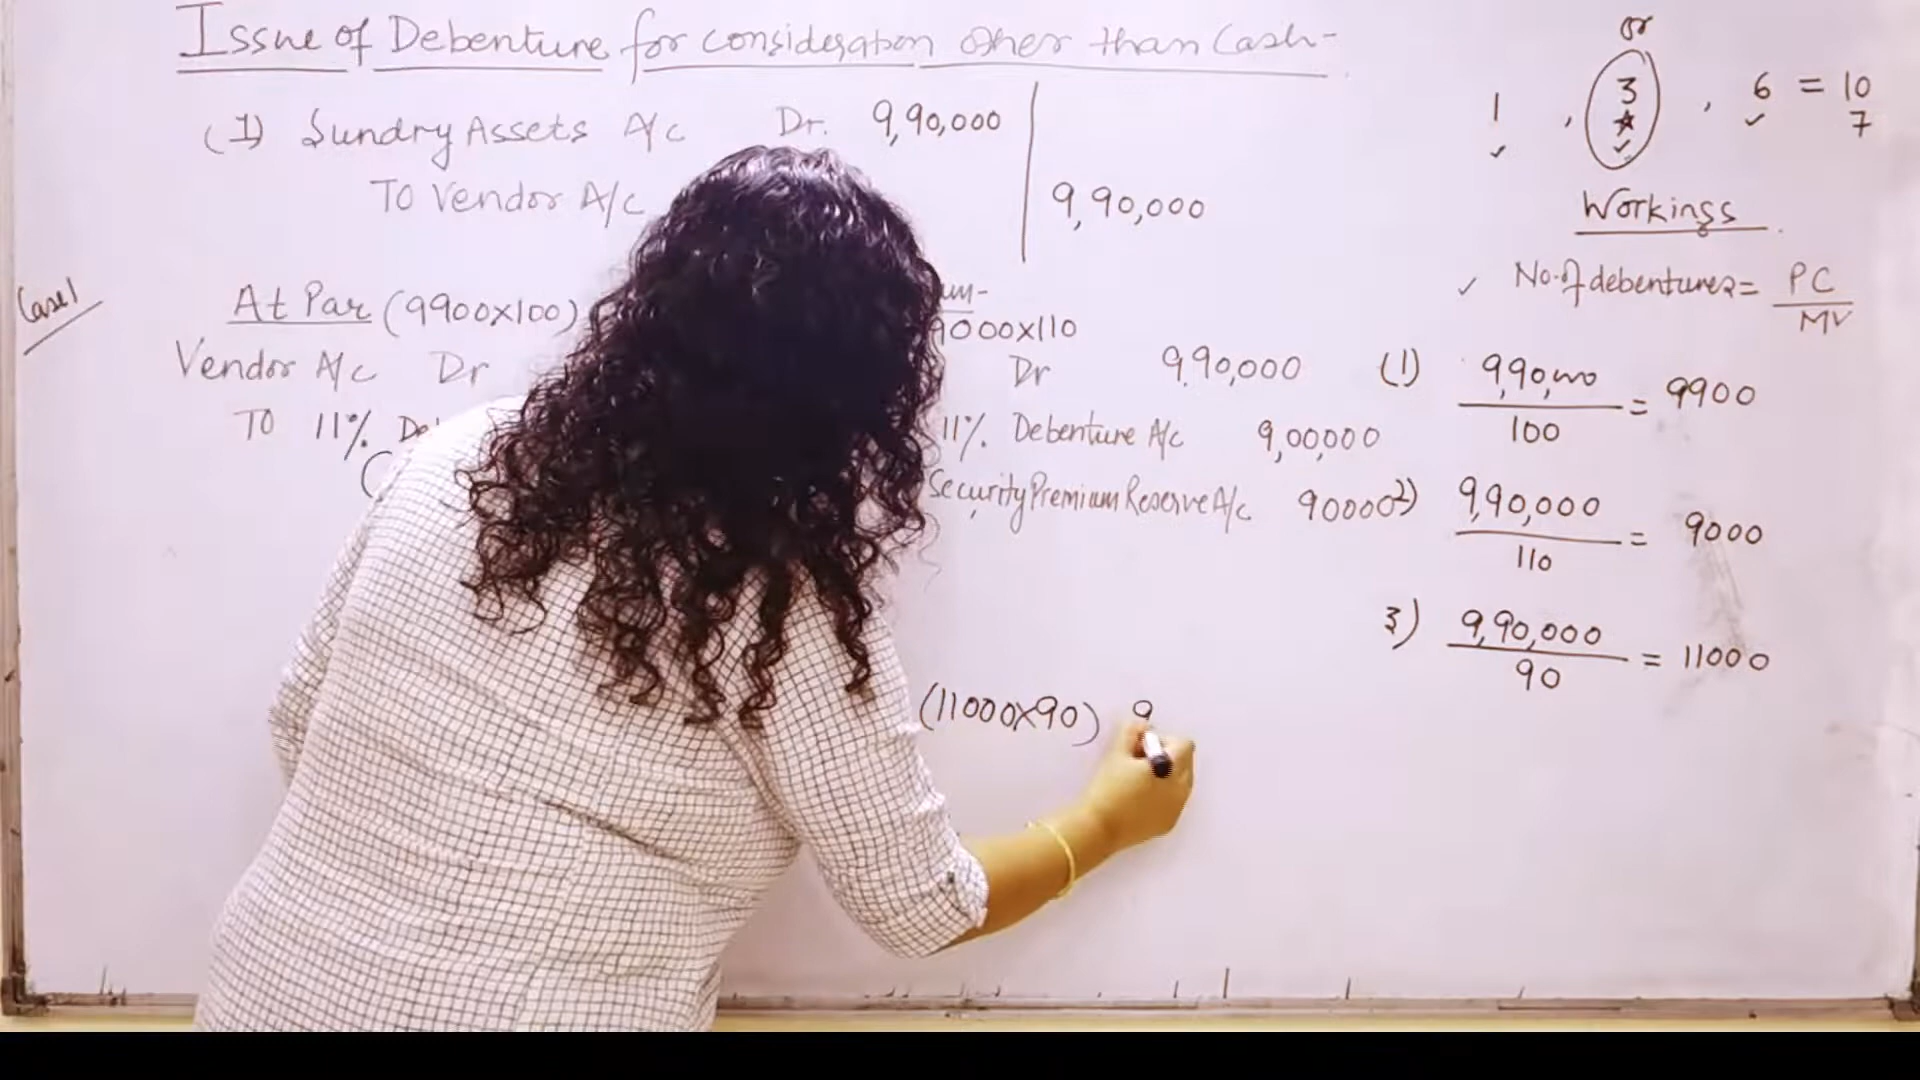 Issue of Debenture for consideration other than Cash-
(1) Sundry Assets A/c Dr. 9,90,000
To Vendor A/c 9,90,000
Case 1
At Par (9900x100)
9000x110
Vendor A/c Dr
Dr 9,90,000
To 11%.
11%. Debenture A/c 9,00,000
Security Premium Reserve A/c 90000
(11000x90) 9
or
1 , 3 , 6 = 10
7
Workings
No. of debentures = PC
MV
(1) 9,90,000
100
= 9900
2) 9,90,000
110
= 9000
3) 9,90,000
90
= 11000